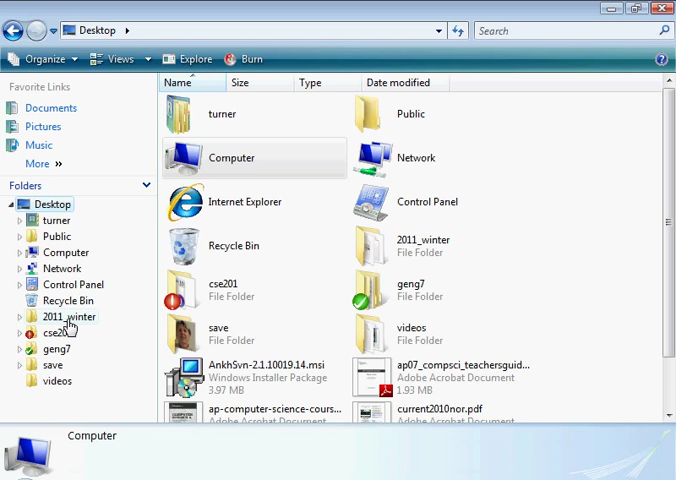 Desktop
Search
Organize
Views
Explore
Burn
Favorite Links
Documents
Pictures
Music
More »
Folders
Desktop
turner
Public
Computer
Network
Control Panel
Recycle Bin
2011_winter
cse20
geng7
save
videos
Name Size Type Date modified
turner
Public
Computer
Network
Internet Explorer
Control Panel
Recycle Bin
2011_winter
File Folder
cse201
File Folder
geng7
File Folder
save
File Folder
videos
File Folder
AnkhSvn-2.1.10019.14.msi
Windows Installer Package
3.97 MB
ap07_compsci_teachersguid...
Adobe Acrobat Document
1.93 MB
ap-computer-science-cours...
Adobe Acrobat Document
current2010nor.pdf
Adobe Acrobat Document
Computer